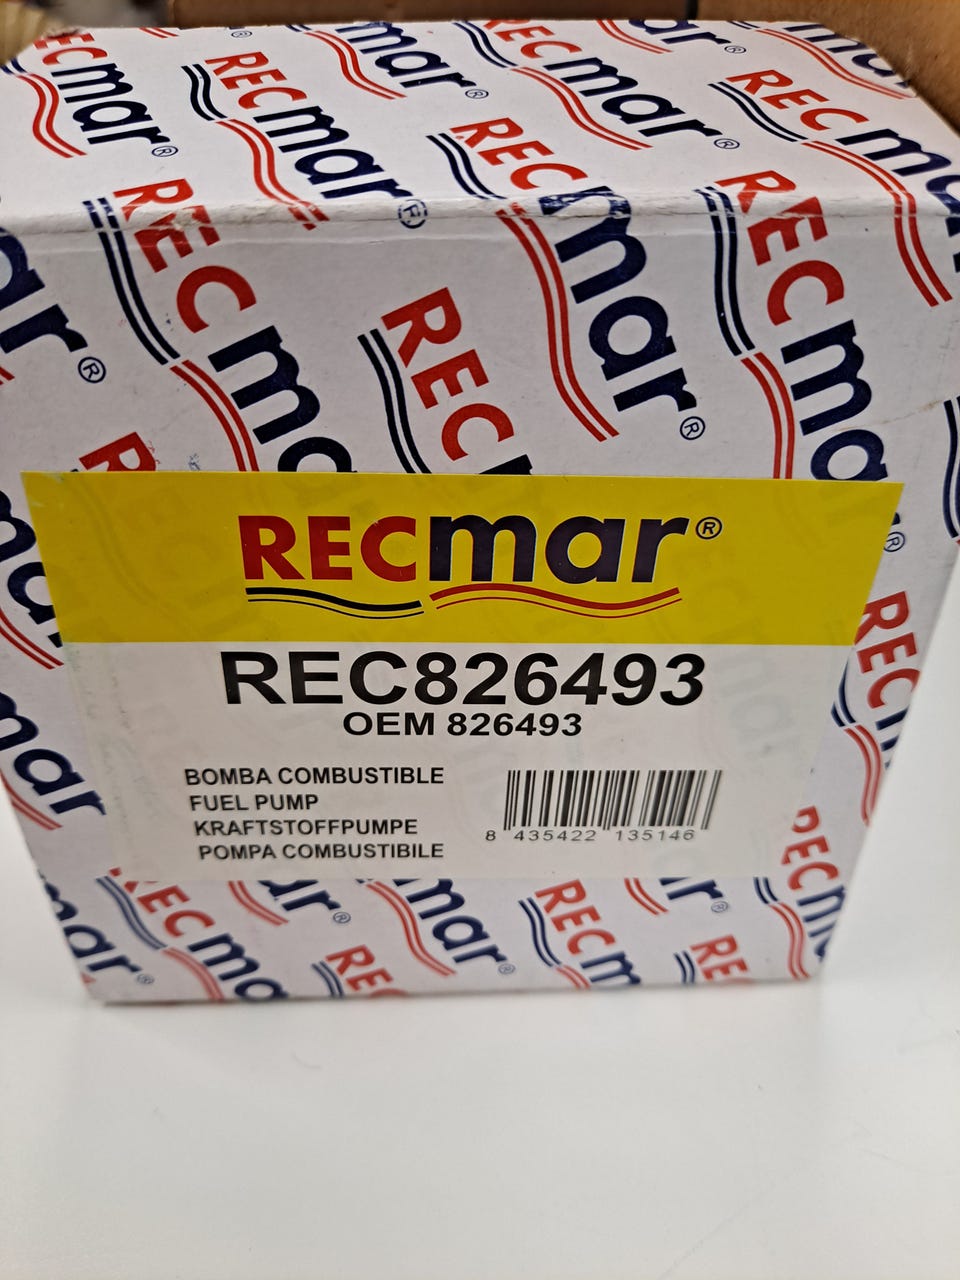 RECmar®
REC826493
OEM 826493
BOMBA COMBUSTIBLE
FUEL PUMP
KRAFTSTOFFPUMPE
POMPA COMBUSTIBILE
8 435422 135146